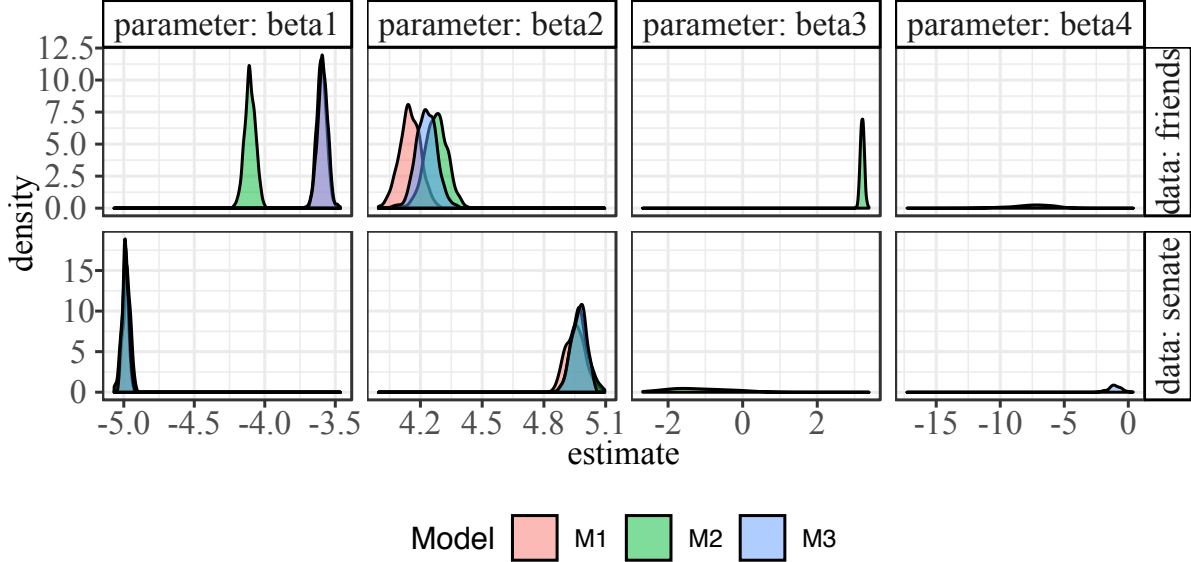 parameter: beta1 parameter: beta2 parameter: beta3 parameter: beta4
12.5
10.0
7.5
5.0
2.5
0.0
data: friends
density
15
10
5
0
data: senate
-5.0 -4.5 -4.0 -3.5 4.2 4.5 4.8 5.1 -2 0 2 -15 -10 -5 0
estimate
Model M1 M2 M3